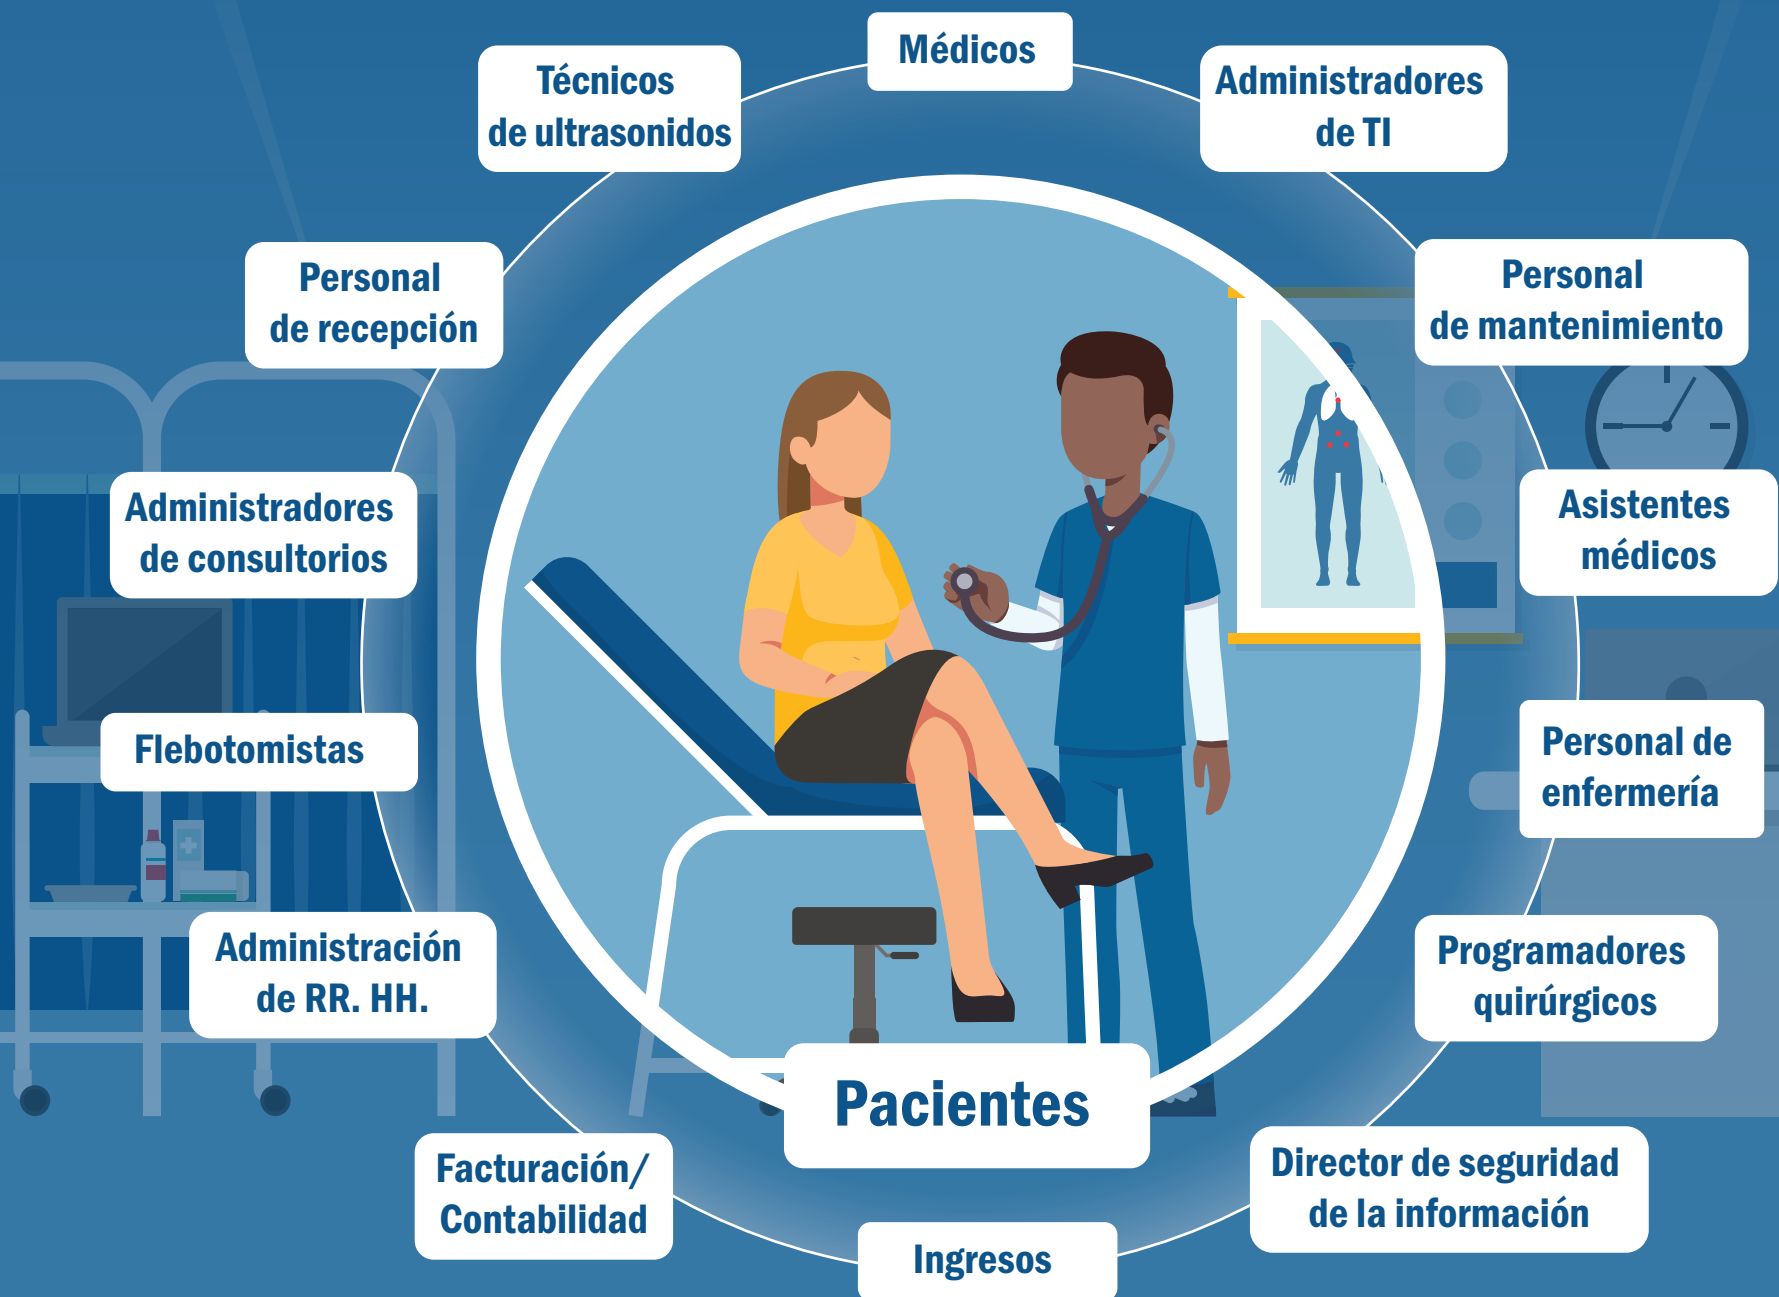 Médicos
Técnicos
de ultrasonidos
Administradores
de TI
Personal
de recepción
Personal
de mantenimiento
Administradores
de consultorios
Asistentes
médicos
Flebotomistas
Personal de
enfermería
Administración
de RR. HH.
Programadores
quirúrgicos
Pacientes
Facturación/
Contabilidad
Director de seguridad
de la información
Ingresos